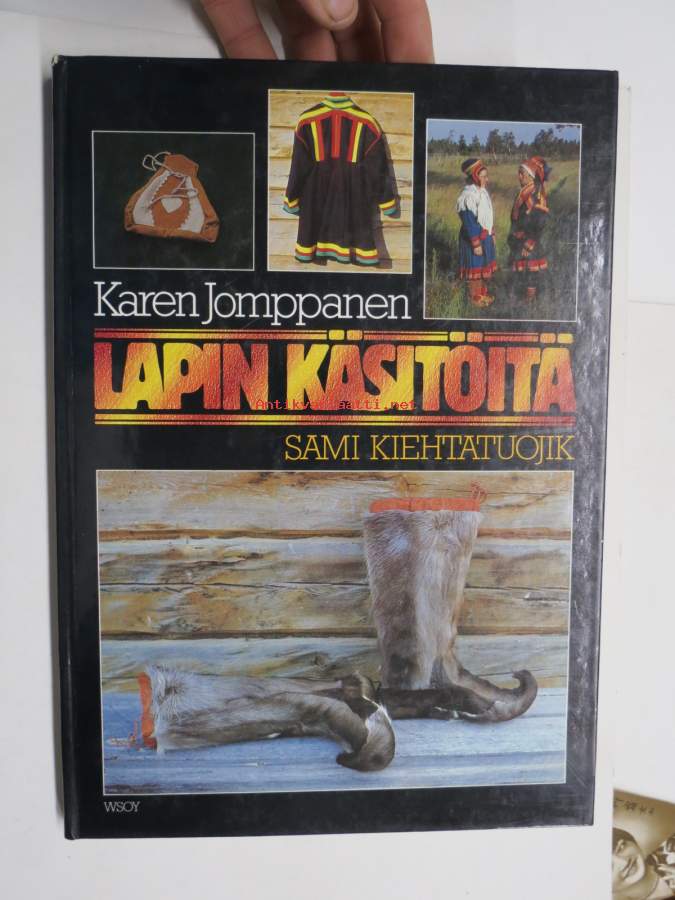 Karen Jomppanen
LAPIN KÄSITÖITÄ
Antikvariaatti.net
SAMI KIEHTATUOJIK
WSOY